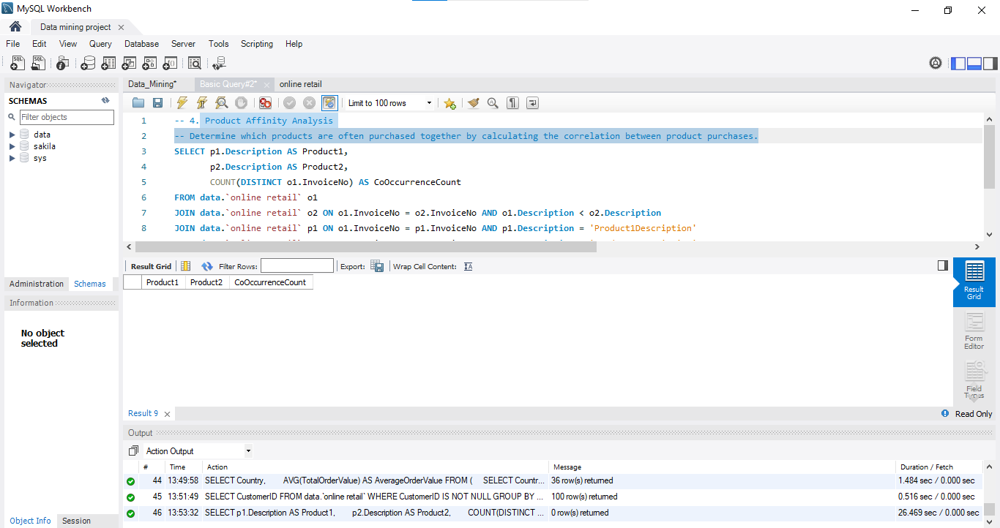 MySQL Workbench
Data mining project
File Edit View Query Database Server Tools Scripting Help
Navigator
SCHEMAS
Filter objects
data
sakila
sys
Administration Schemas
Information
No object
selected
Object Info Session
Data_Mining* Basic Query#2* online retail
Limit to 100 rows
1 -- 4. Product Affinity Analysis
2 -- Determine which products are often purchased together by calculating the correlation between product purchases.
3 SELECT p1.Description AS Product1,
4 p2.Description AS Product2,
5 COUNT(DISTINCT o1.InvoiceNo) AS CoOccurrenceCount
6 FROM data.`online retail` o1
7 JOIN data.`online retail` o2 ON o1.InvoiceNo = o2.InvoiceNo AND o1.Description < o2.Description
8 JOIN data.`online retail` p1 ON o1.InvoiceNo = p1.InvoiceNo AND p1.Description = 'Product1Description'
Result Grid Filter Rows: Export: Wrap Cell Content:
Product1 Product2 CoOccurrenceCount
Result
Grid
Form
Editor
Field
Types
Result 9 Read Only
Output
Action Output
# Time Action Message Duration / Fetch
44 13:49:58 SELECT Country, AVG(TotalOrderValue) AS AverageOrderValue FROM ( SELECT Countr... 36 row(s) returned 1.484 sec / 0.000 sec
45 13:51:49 SELECT CustomerID FROM data.`online retail` WHERE CustomerID IS NOT NULL GROUP BY ... 100 row(s) returned 0.516 sec / 0.000 sec
46 13:53:32 SELECT p1.Description AS Product1, p2.Description AS Product2, COUNT(DISTINCT ... 0 row(s) returned 26.469 sec / 0.000 sec